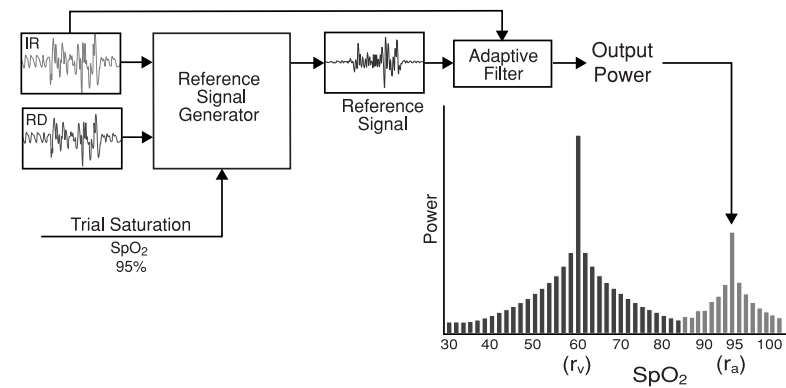 IR
RD
Reference
Signal
Generator
Reference
Signal
Adaptive
Filter
Output
Power
Trial Saturation
SpO₂
95%
Power
30 40 50 60 70 80 90 95 100
(rᵥ) (rₐ)
SpO₂